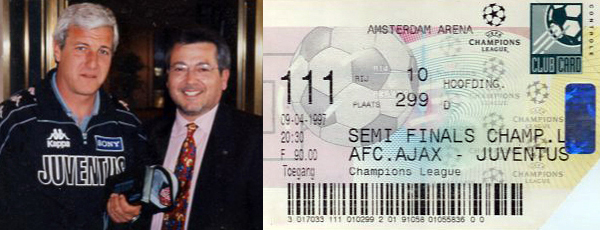 Kappa
SONY
JUVENTUS
AMSTERDAM ARENA
UEFA
CHAMPIONS
LEAGUE
CLUB CARD
111
RIJ 10 HOOFDING.
PLAATS 299 D
09-04-1997
20:30 SEMI FINALS CHAMP.L
F 90.00 AFC.AJAX - JUVENTUS
Toegang Champions League
3 017033 111 010299 2 01 91058 01055836 0 0